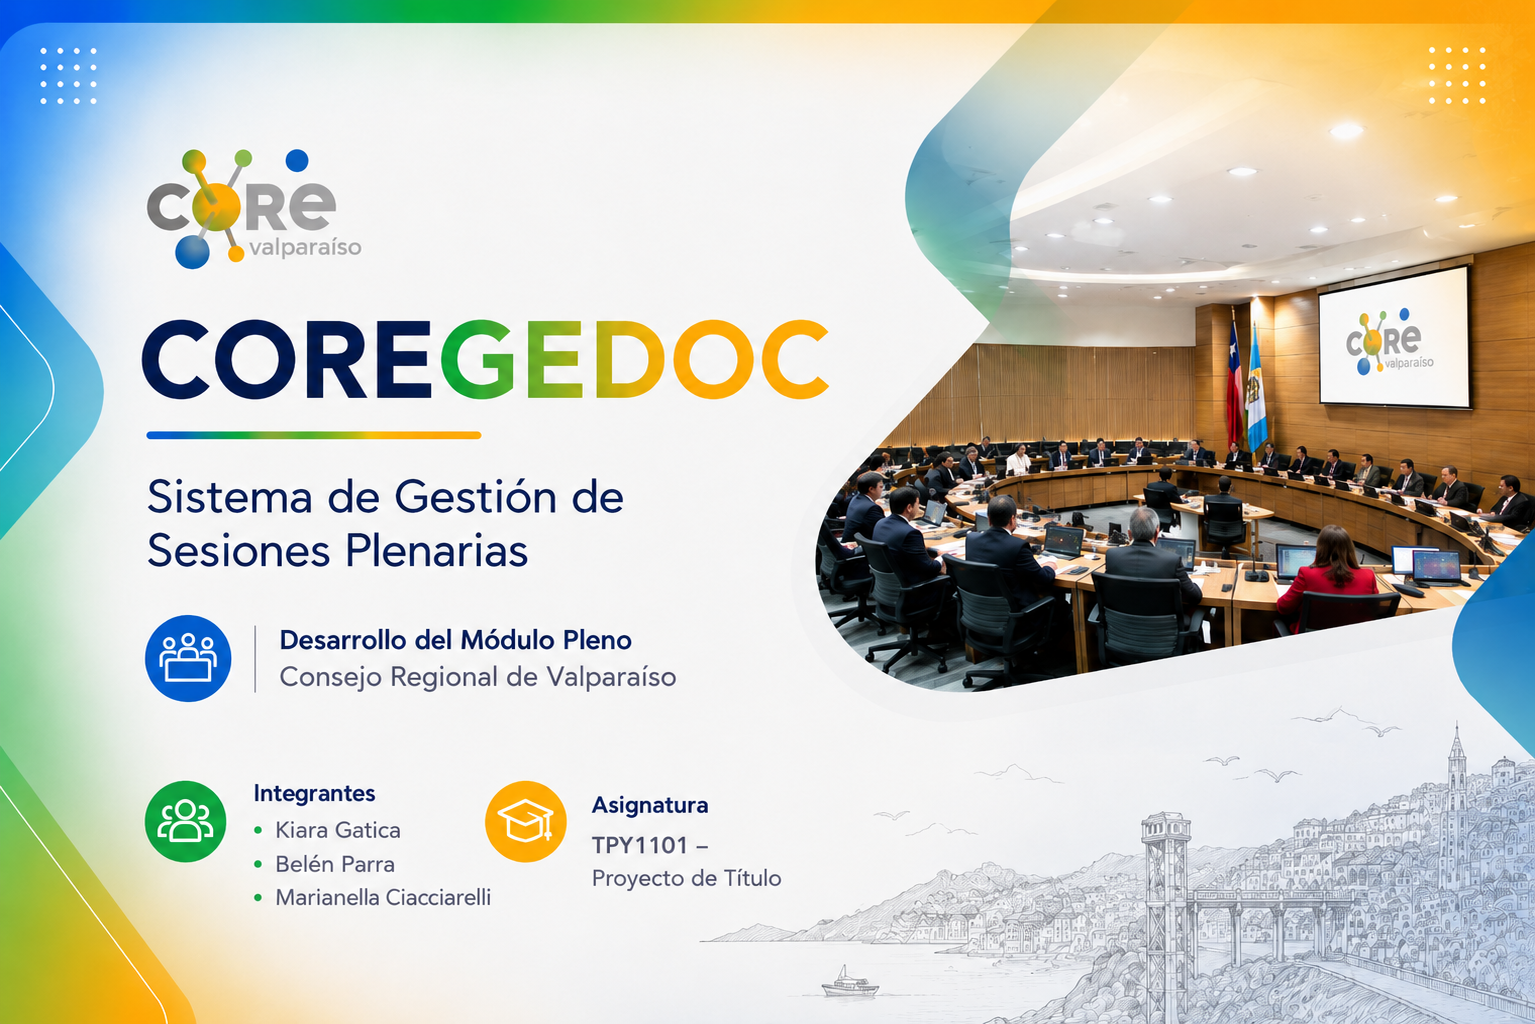 core
valparaíso
COREGEDOC
Sistema de Gestión de
Sesiones Plenarias
Desarrollo del Módulo Pleno
Consejo Regional de Valparaíso
Integrantes
• Kiara Gatica
• Belén Parra
• Marianella Ciacciarelli
Asignatura
TPY1101 –
Proyecto de Título
core
valparaíso